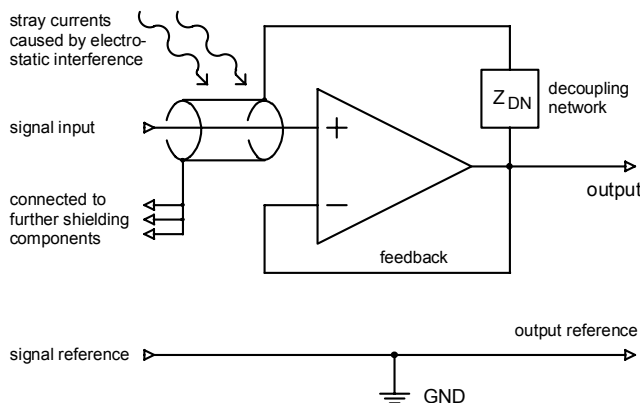 stray currents
caused by electro-
static interference
Z DN
decoupling
network
signal input
+
−
output
connected to
further shielding
components
feedback
output reference
signal reference
GND